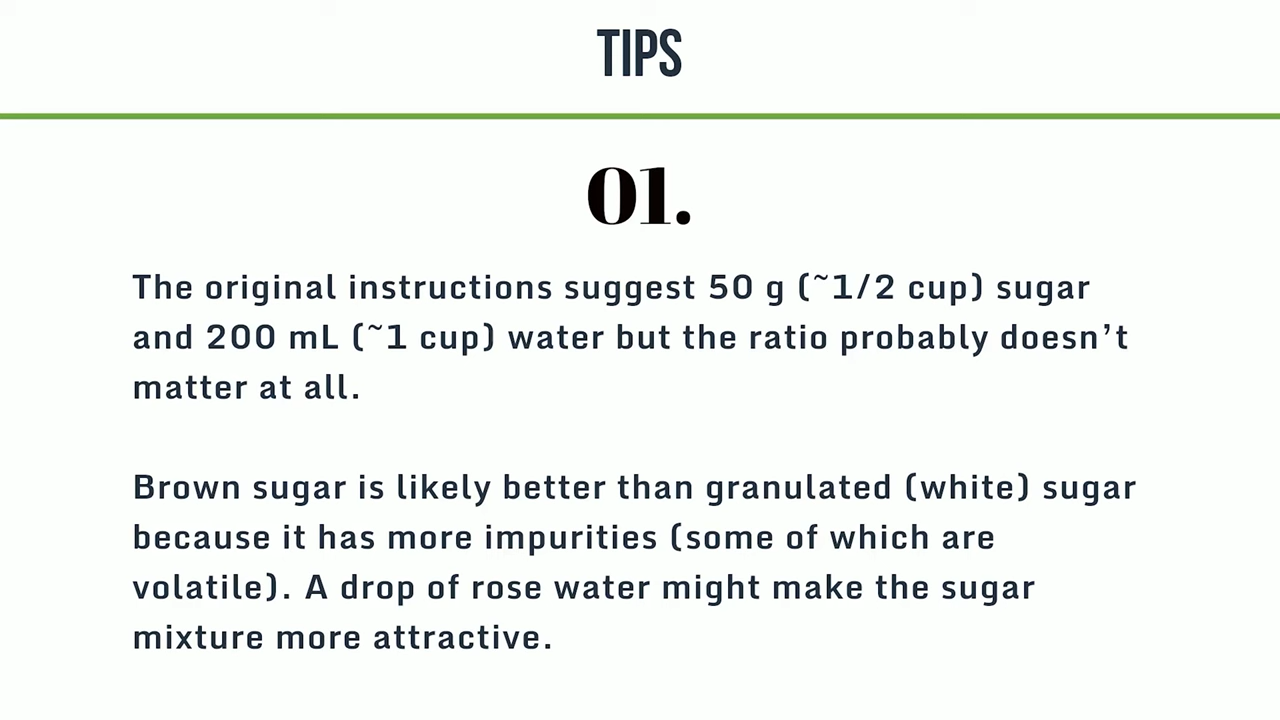 TIPS
01.
The original instructions suggest 50 g (~1/2 cup) sugar
and 200 mL (~1 cup) water but the ratio probably doesn’t
matter at all.
Brown sugar is likely better than granulated (white) sugar
because it has more impurities (some of which are
volatile). A drop of rose water might make the sugar
mixture more attractive.